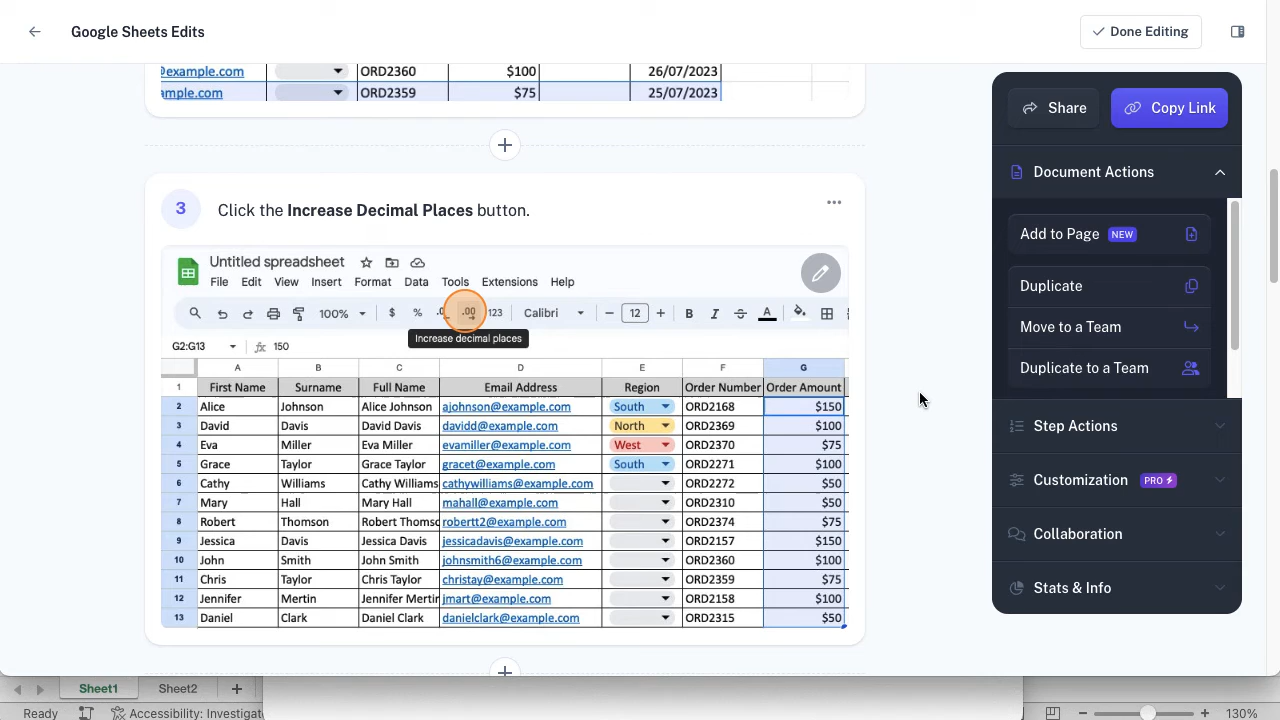 Google Sheets Edits
Done Editing
@example.com ORD2360 $100 26/07/2023
ample.com ORD2359 $75 25/07/2023
3 Click the Increase Decimal Places button.
Untitled spreadsheet
File Edit View Insert Format Data Tools Extensions Help
100% $ % .0 .00 123 Calibri 12 B I A
Increase decimal places
G2:G13 fx 150
A B C D E F G
1 First Name Surname Full Name Email Address Region Order Number Order Amount
2 Alice Johnson Alice Johnson ajohnson@example.com South ORD2168 $150
3 David Davis David Davis davidd@example.com North ORD2369 $100
4 Eva Miller Eva Miller evamiller@example.com West ORD2370 $75
5 Grace Taylor Grace Taylor gracet@example.com South ORD2271 $100
6 Cathy Williams Cathy Williams cathywilliams@example.com ORD2272 $50
7 Mary Hall Mary Hall mahall@example.com ORD2310 $50
8 Robert Thomson Robert Thomsc robertt2@example.com ORD2374 $75
9 Jessica Davis Jessica Davis jessicadavis@example.com ORD2157 $150
10 John Smith John Smith johnsmith6@example.com ORD2360 $100
11 Chris Taylor Chris Taylor christay@example.com ORD2359 $75
12 Jennifer Mertin Jennifer Mertir jmart@example.com ORD2158 $100
13 Daniel Clark Daniel Clark danielclark@example.com ORD2315 $50
Share Copy Link
Document Actions
Add to Page NEW
Duplicate
Move to a Team
Duplicate to a Team
Step Actions
Customization PRO
Collaboration
Stats & Info
Sheet1 Sheet2
Ready Accessibility: Investigat 130%